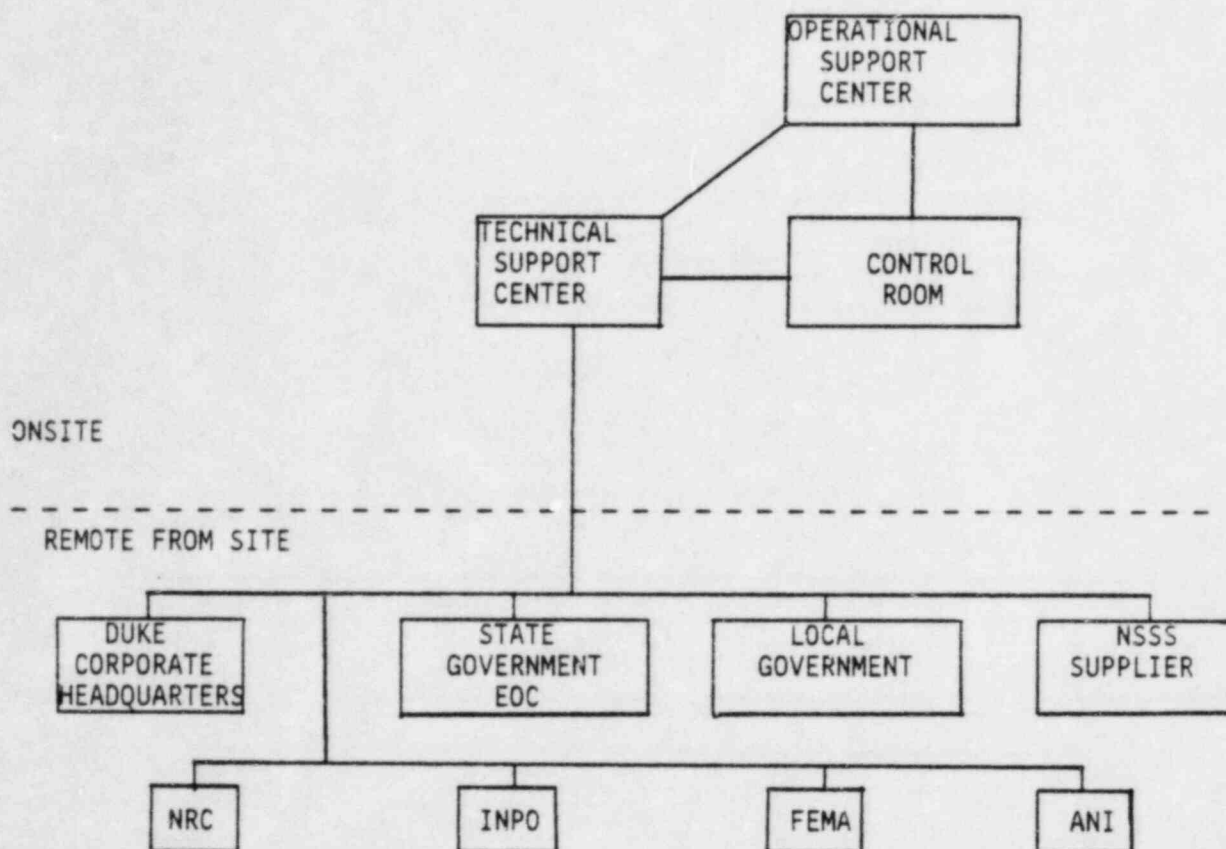 OPERATIONAL
SUPPORT
CENTER
TECHNICAL
SUPPORT
CENTER
CONTROL
ROOM
ONSITE
REMOTE FROM SITE
DUKE
CORPORATE
HEADQUARTERS
STATE
GOVERNMENT
EOC
LOCAL
GOVERNMENT
NSSS
SUPPLIER
NRC
INPO
FEMA
ANI